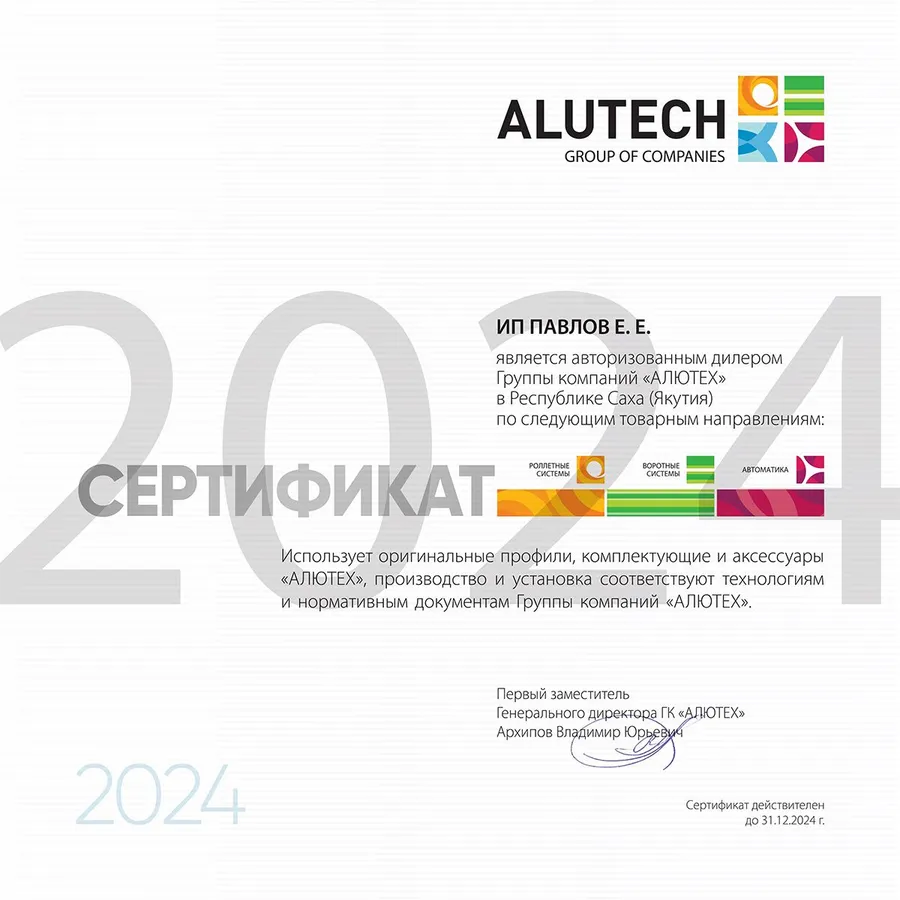 ALUTECH
GROUP OF COMPANIES
2024
ИП ПАВЛОВ Е. Е.
является авторизованным дилером
Группы компаний «АЛЮТЕХ»
в Республике Саха (Якутия)
по следующим товарным направлениям:
СЕРТИФИКАТ
РОЛЛЕТНЫЕ
СИСТЕМЫ
ВОРОТНЫЕ
СИСТЕМЫ
АВТОМАТИКА
Использует оригинальные профили, комплектующие и аксессуары
«АЛЮТЕХ», производство и установка соответствуют технологиям
и нормативным документам Группы компаний «АЛЮТЕХ».
Первый заместитель
Генерального директора ГК «АЛЮТЕХ»
Архипов Владимир Юрьевич
2024
Сертификат действителен
до 31.12.2024 г.